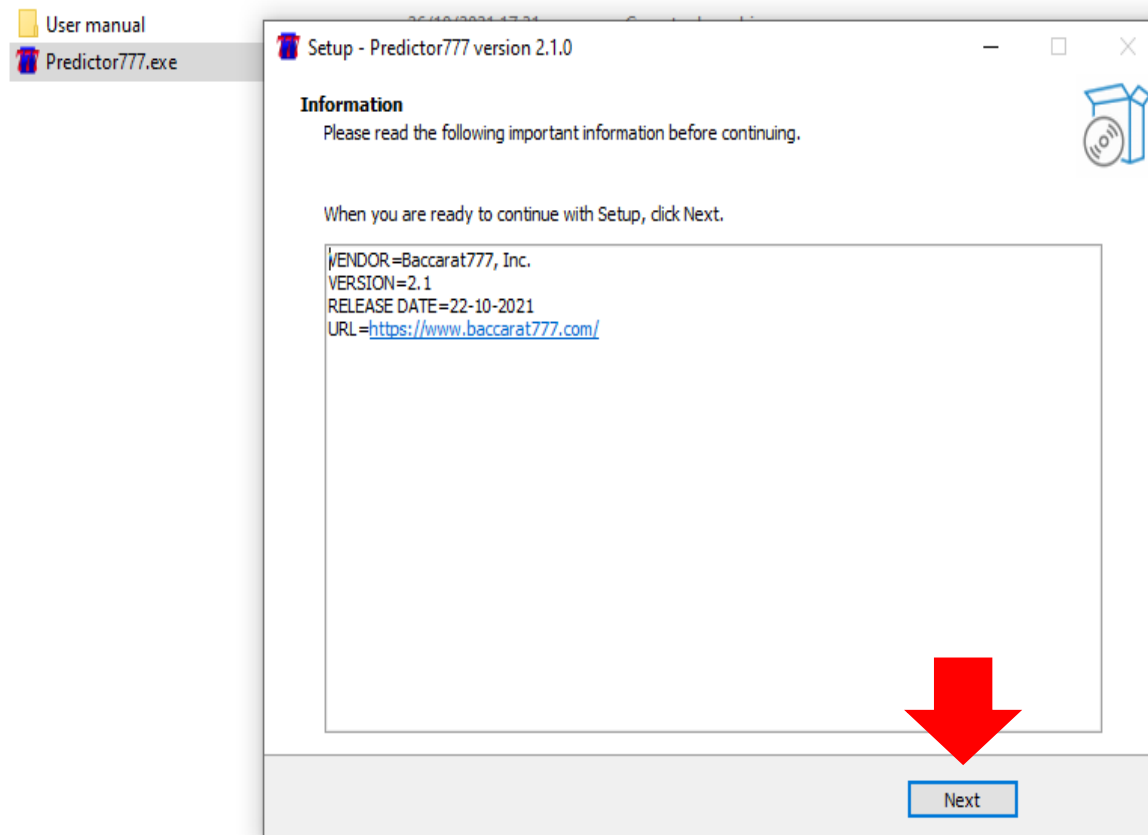 User manual
Predictor777.exe
Setup - Predictor777 version 2.1.0
Information
Please read the following important information before continuing.
When you are ready to continue with Setup, click Next.
VENDOR=Baccarat777, Inc.
VERSION=2.1
RELEASE DATE=22-10-2021
URL=https://www.baccarat777.com/
Next